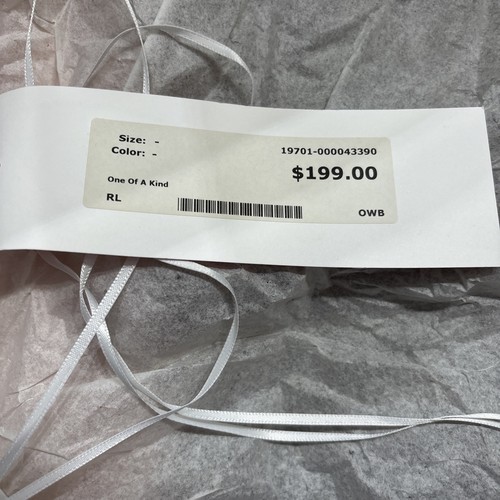 Size: -
Color: -
19701-000043390
$199.00
One Of A Kind
RL
OWB